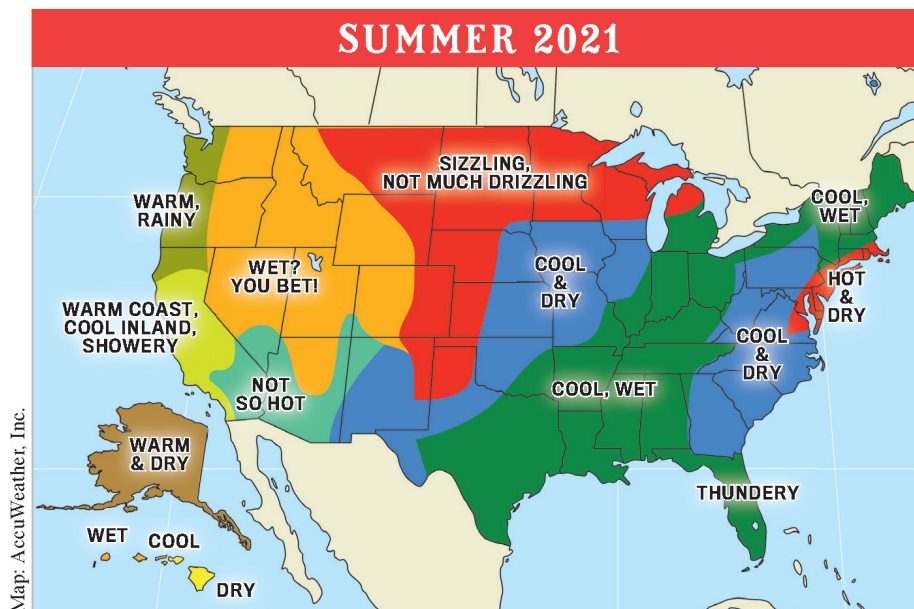 SUMMER 2021
SIZZLING,
NOT MUCH DRIZZLING
WARM,
RAINY
COOL,
WET
WET?
YOU BET!
COOL
&
DRY
HOT
&
DRY
WARM COAST,
COOL INLAND,
SHOWERY
COOL
&
DRY
NOT
SO HOT
COOL, WET
WARM
& DRY
THUNDERY
WET
COOL
DRY
Map: AccuWeather, Inc.